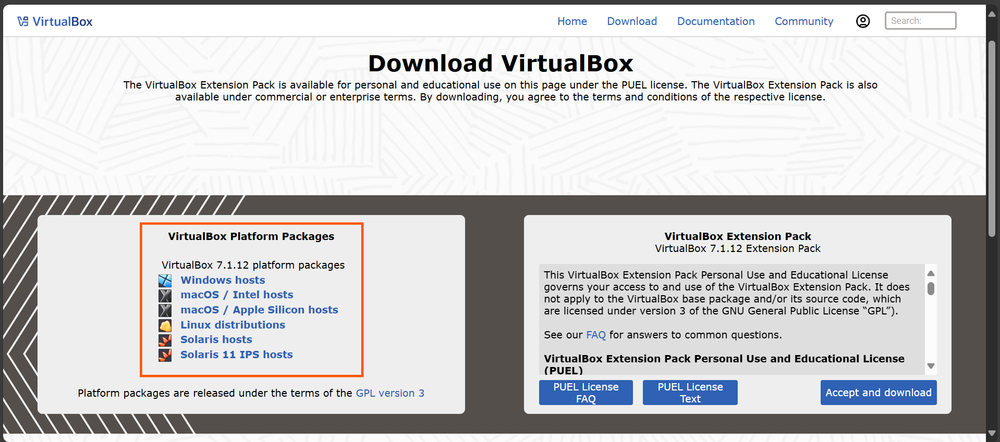 VirtualBox
Home
Download
Documentation
Community
Search:
Download VirtualBox
The VirtualBox Extension Pack is available for personal and educational use on this page under the PUEL license. The VirtualBox Extension Pack is also
available under commercial or enterprise terms. By downloading, you agree to the terms and conditions of the respective license.
VirtualBox Platform Packages
VirtualBox 7.1.12 platform packages
Windows hosts
macOS / Intel hosts
macOS / Apple Silicon hosts
Linux distributions
Solaris hosts
Solaris 11 IPS hosts
Platform packages are released under the terms of the GPL version 3
VirtualBox Extension Pack
VirtualBox 7.1.12 Extension Pack
This VirtualBox Extension Pack Personal Use and Educational License
governs your access to and use of the VirtualBox Extension Pack. It does
not apply to the VirtualBox base package and/or its source code, which
are licensed under version 3 of the GNU General Public License “GPL”).
See our FAQ for answers to common questions.
VirtualBox Extension Pack Personal Use and Educational License
(PUEL)
PUEL License
FAQ
PUEL License
Text
Accept and download